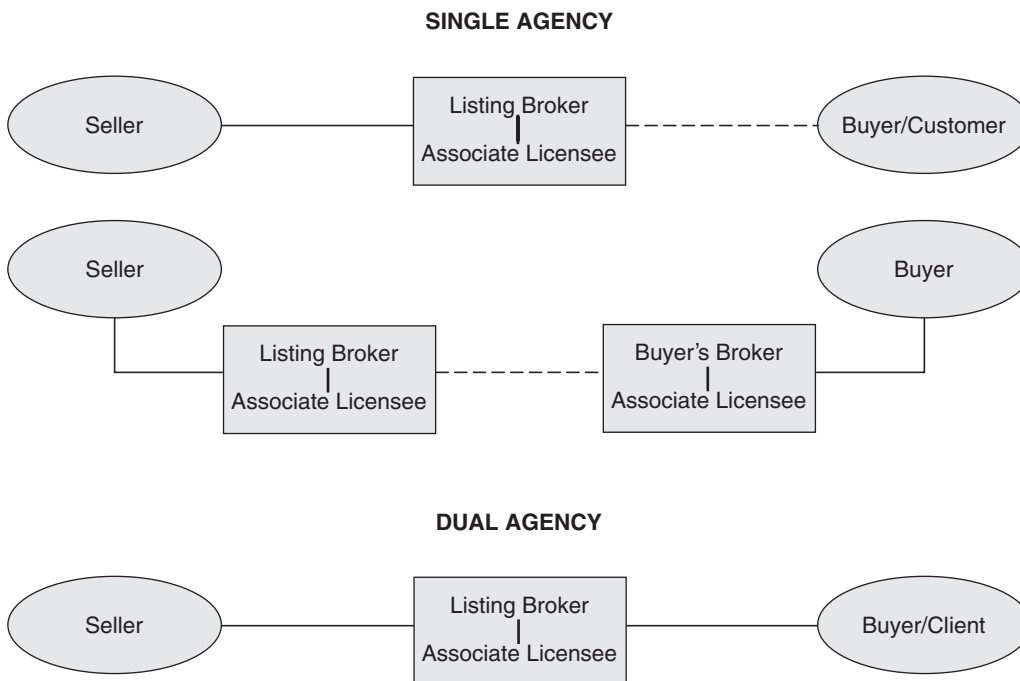 SINGLE AGENCY
Seller
Listing Broker
Associate Licensee
Buyer/Customer
Seller
Buyer
Listing Broker
Associate Licensee
Buyer’s Broker
Associate Licensee
DUAL AGENCY
Seller
Listing Broker
Associate Licensee
Buyer/Client